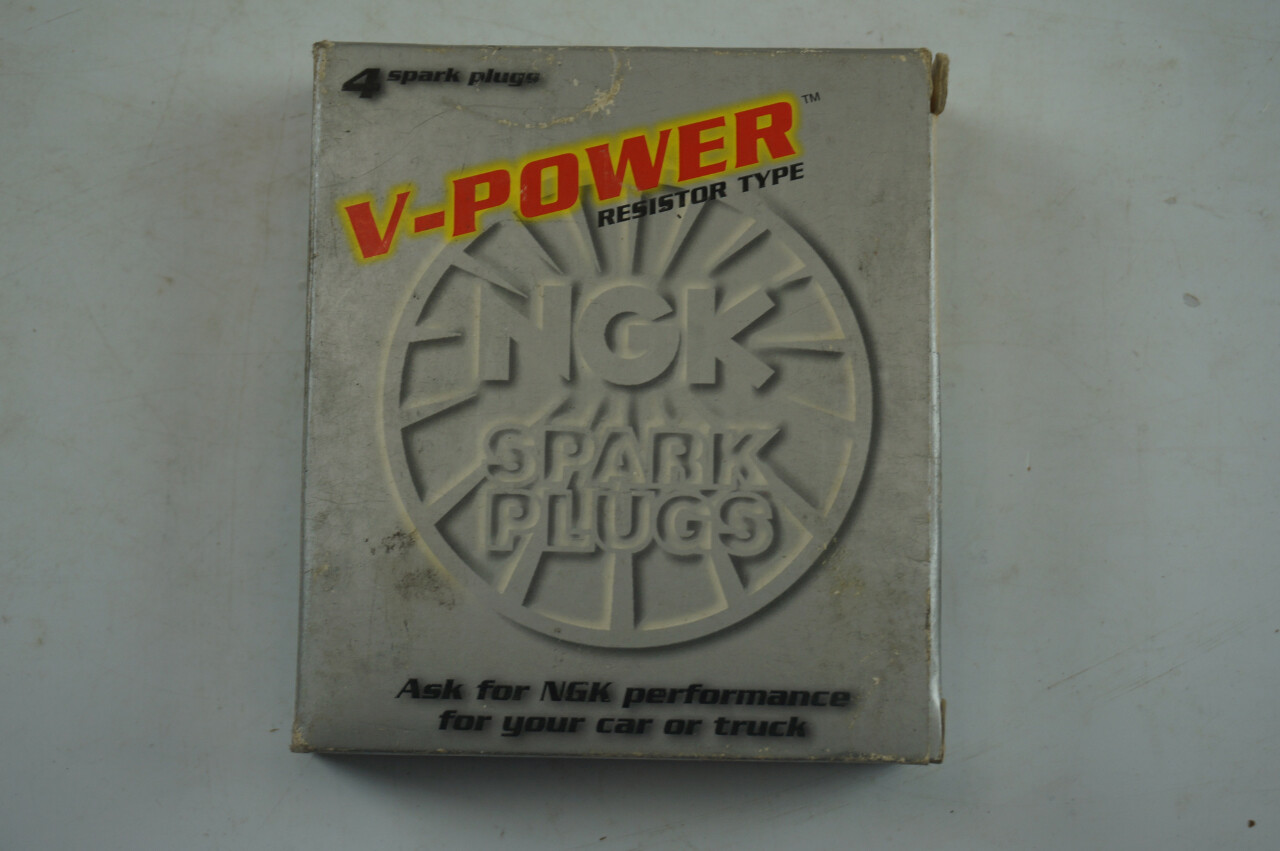 4 spark plugs
V-POWER™
RESISTOR TYPE
NGK
SPARK
PLUGS
Ask for NGK performance
for your car or truck